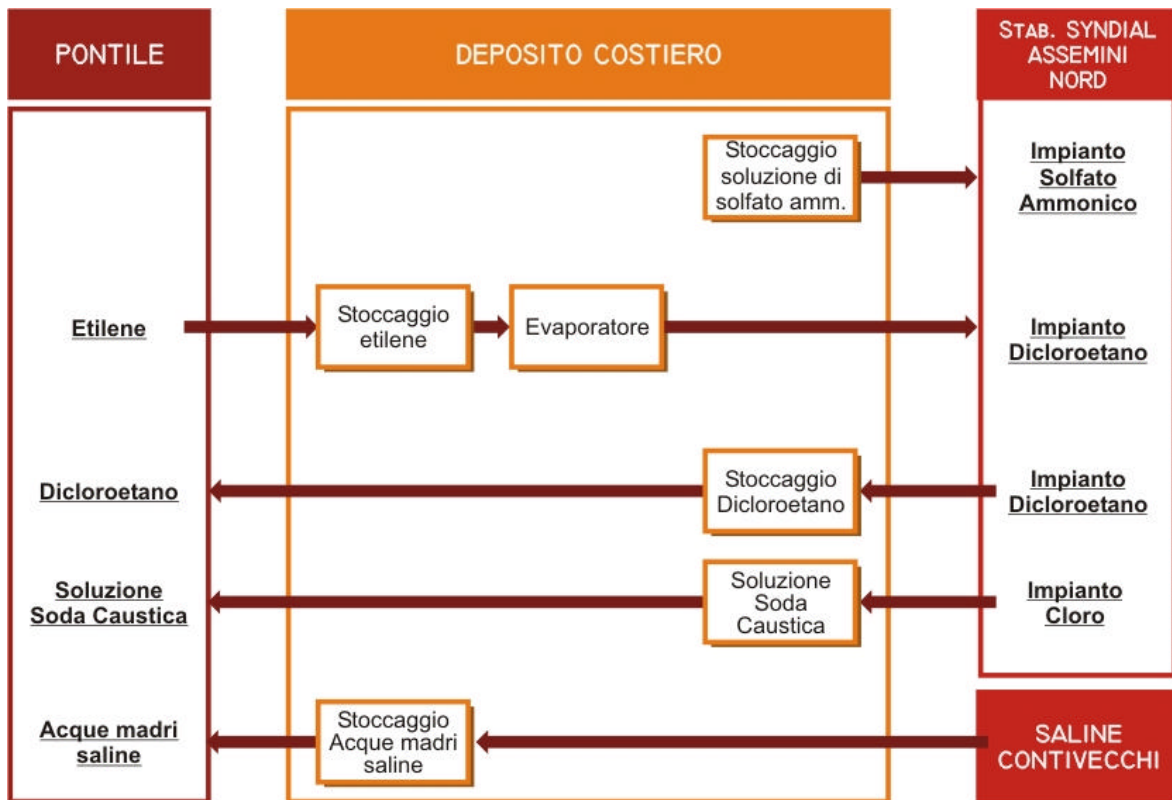 PONTILE
DEPOSITO COSTIERO
STAB. SYNDIAL
ASSEMINI
NORD
Stoccaggio
soluzione di
solfato amm.
Impianto
Solfato
Ammonico
Etilene
Stoccaggio
etilene
Evaporatore
Impianto
Dicloroetano
Dicloroetano
Stoccaggio
Dicloroetano
Impianto
Dicloroetano
Soluzione
Soda Caustica
Soluzione
Soda
Caustica
Impianto
Cloro
Acque madri
saline
Stoccaggio
Acque madri
saline
SALINE
CONTIVECCHI